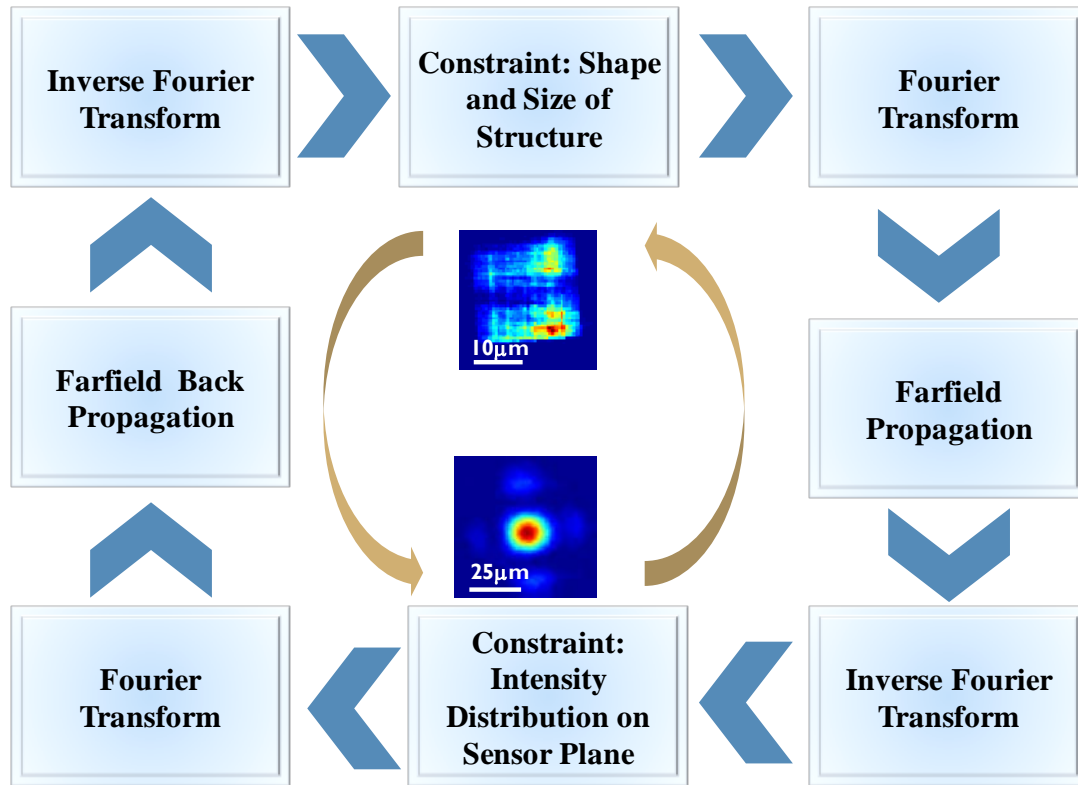 Inverse Fourier
Transform
Constraint: Shape
and Size of
Structure
Fourier
Transform
10µm
Farfield Back
Propagation
Farfield
Propagation
25µm
Fourier
Transform
Constraint:
Intensity
Distribution on
Sensor Plane
Inverse Fourier
Transform